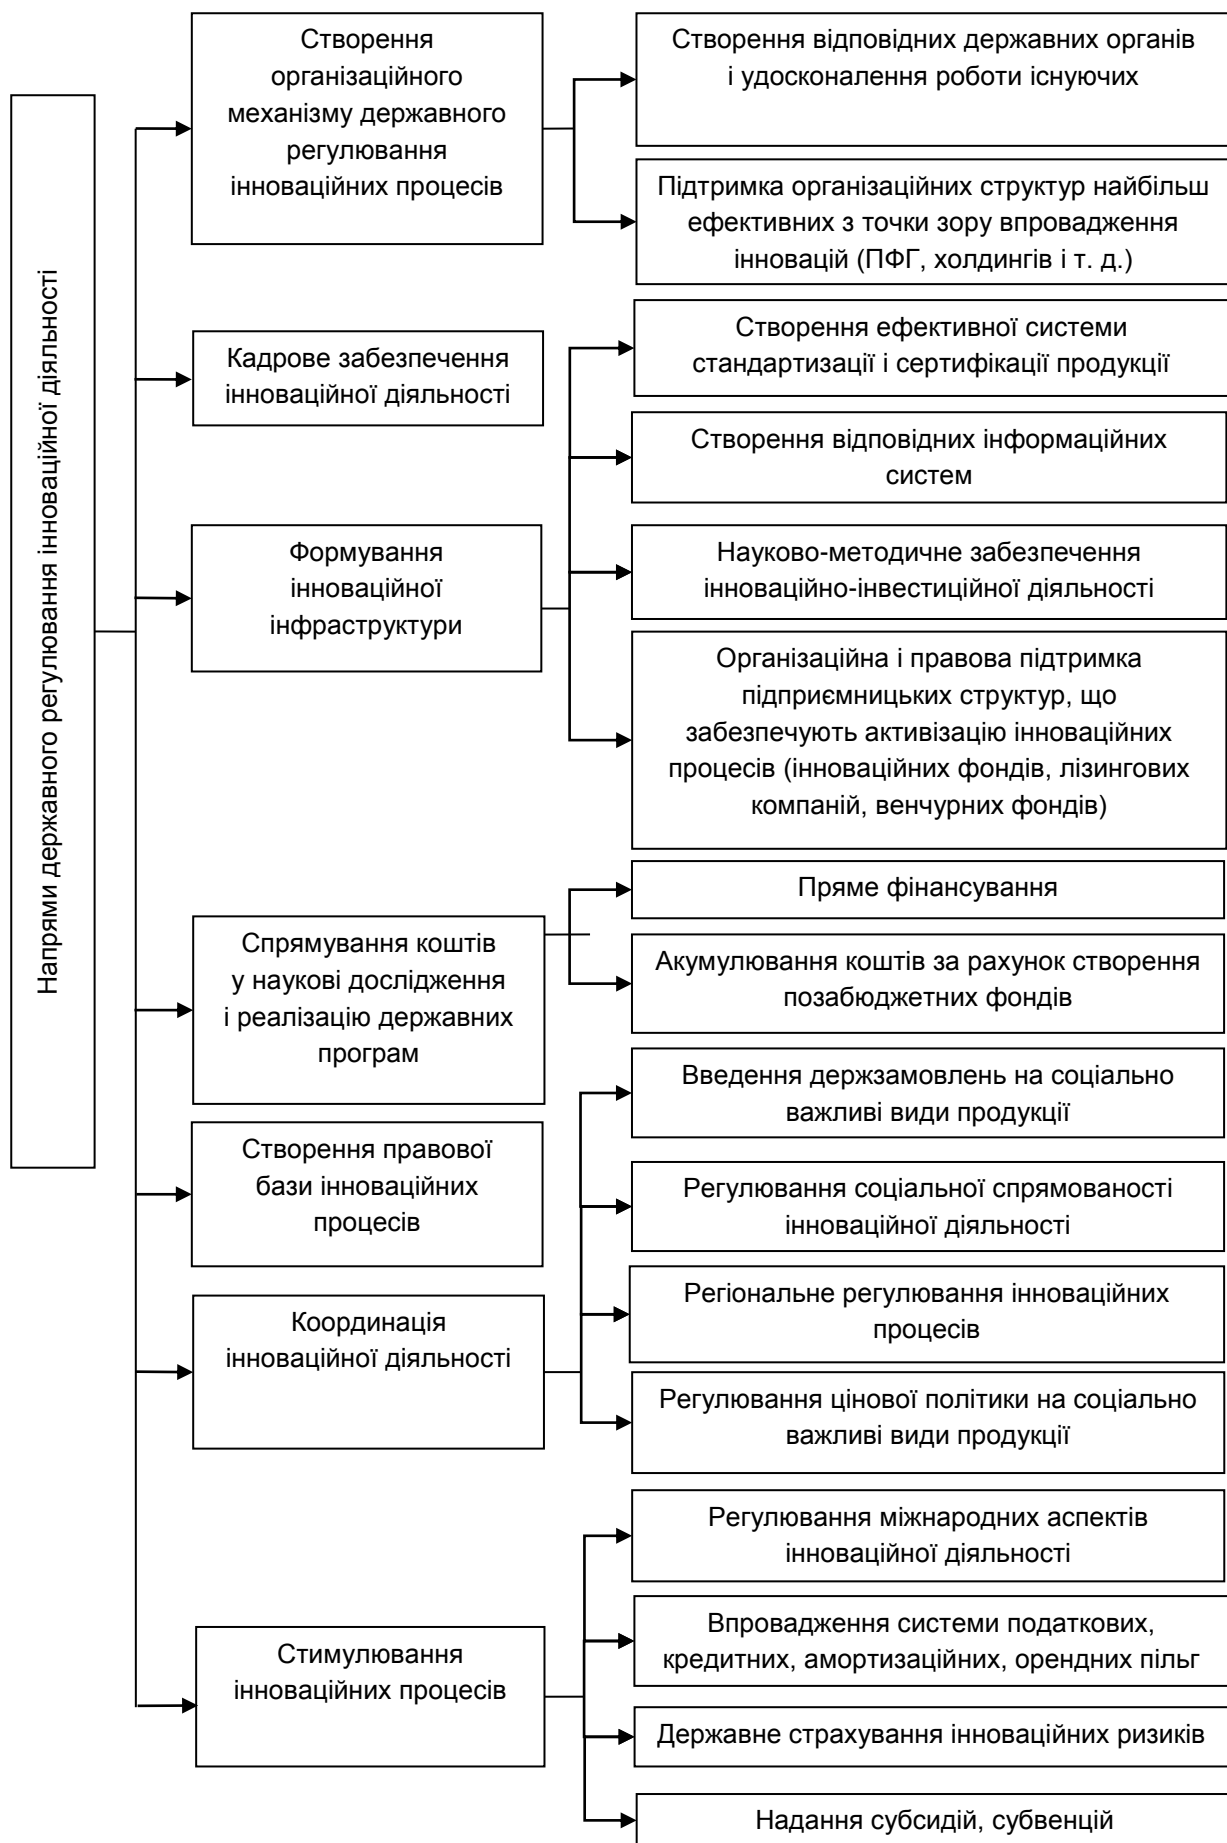 Напрями державного регулювання інноваційної діяльності
Створення
організаційного
механізму державного
регулювання
інноваційних процесів
Створення відповідних державних органів
і удосконалення роботи існуючих
Підтримка організаційних структур найбільш
ефективних з точки зору впровадження
інновацій (ПФГ, холдингів і т. д.)
Кадрове забезпечення
інноваційної діяльності
Формування
інноваційної
інфраструктури
Створення ефективної системи
стандартизації і сертифікації продукції
Створення відповідних інформаційних
систем
Науково-методичне забезпечення
інноваційно-інвестиційної діяльності
Організаційна і правова підтримка
підприємницьких структур, що
забезпечують активізацію інноваційних
процесів (інноваційних фондів, лізингових
компаній, венчурних фондів)
Спрямування коштів
у наукові дослідження
і реалізацію державних
програм
Пряме фінансування
Акумулювання коштів за рахунок створення
позабюджетних фондів
Створення правової
бази інноваційних
процесів
Координація
інноваційної діяльності
Введення держзамовлень на соціально
важливі види продукції
Регулювання соціальної спрямованості
інноваційної діяльності
Регіональне регулювання інноваційних
процесів
Регулювання цінової політики на соціально
важливі види продукції
Стимулювання
інноваційних процесів
Регулювання міжнародних аспектів
інноваційної діяльності
Впровадження системи податкових,
кредитних, амортизаційних, орендних пільг
Державне страхування інноваційних ризиків
Надання субсидій, субвенцій